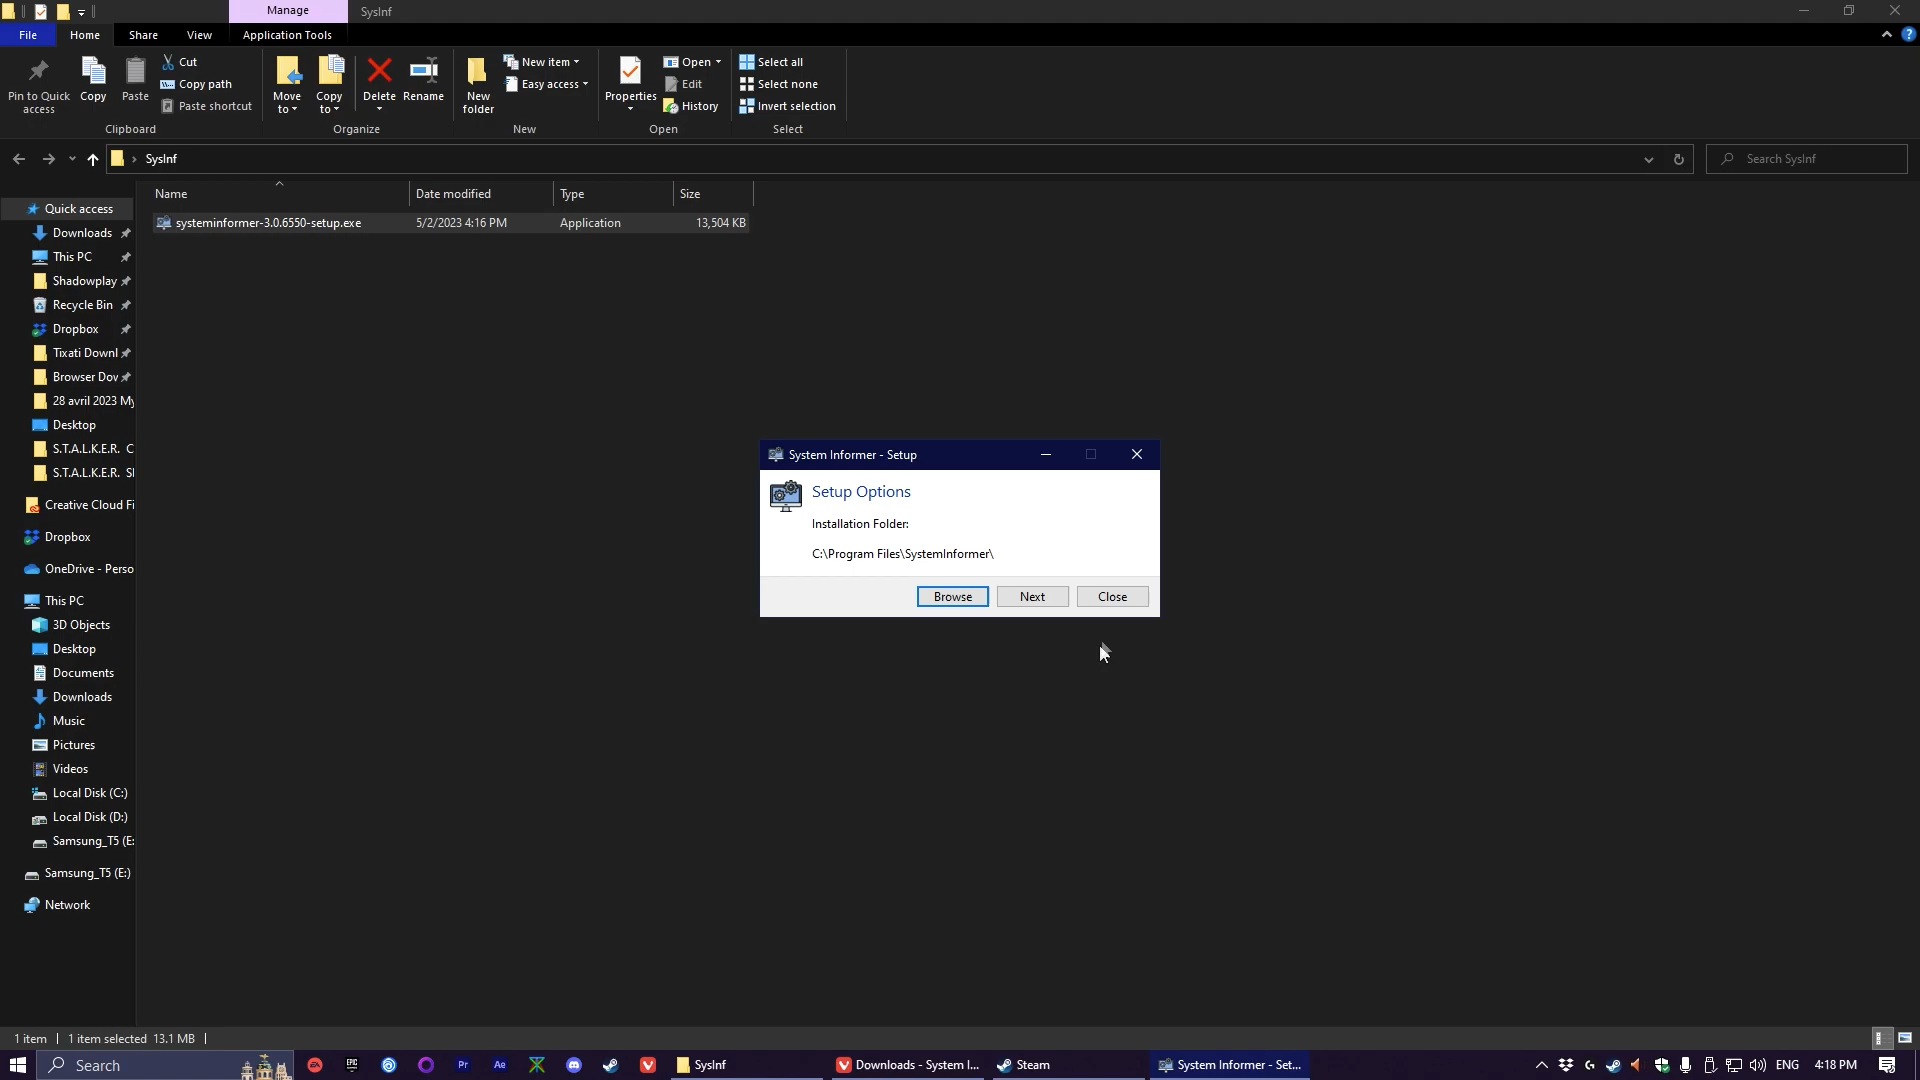 Manage
SysInf
File
Home
Share
View
Application Tools
Pin to Quick access
Copy
Paste
Cut
Copy path
Paste shortcut
Clipboard
Move to
Copy to
Delete
Rename
Organize
New folder
New item
Easy access
New
Properties
Open
Edit
History
Open
Select all
Select none
Invert selection
Select
SysInf
Search SysInf
Name
Date modified
Type
Size
systeminformer-3.0.6550-setup.exe
5/2/2023 4:16 PM
Application
13,504 KB
Quick access
Downloads
This PC
Shadowplay
Recycle Bin
Dropbox
Tixati Downl
Browser Dov
28 avril 2023 My
Desktop
S.T.A.L.K.E.R. C
S.T.A.L.K.E.R. SI
Creative Cloud Fi
Dropbox
OneDrive - Perso
This PC
3D Objects
Desktop
Documents
Downloads
Music
Pictures
Videos
Local Disk (C:)
Local Disk (D:)
Samsung_T5 (E:
Samsung_T5 (E:)
Network
System Informer - Setup
Setup Options
Installation Folder:
C:\Program Files\SystemInformer\
Browse
Next
Close
1 item
1 item selected 13.1 MB
Search
EA
EPIC
Pr
Ae
SysInf
Downloads - System I...
Steam
System Informer - Set...
ENG
4:18 PM